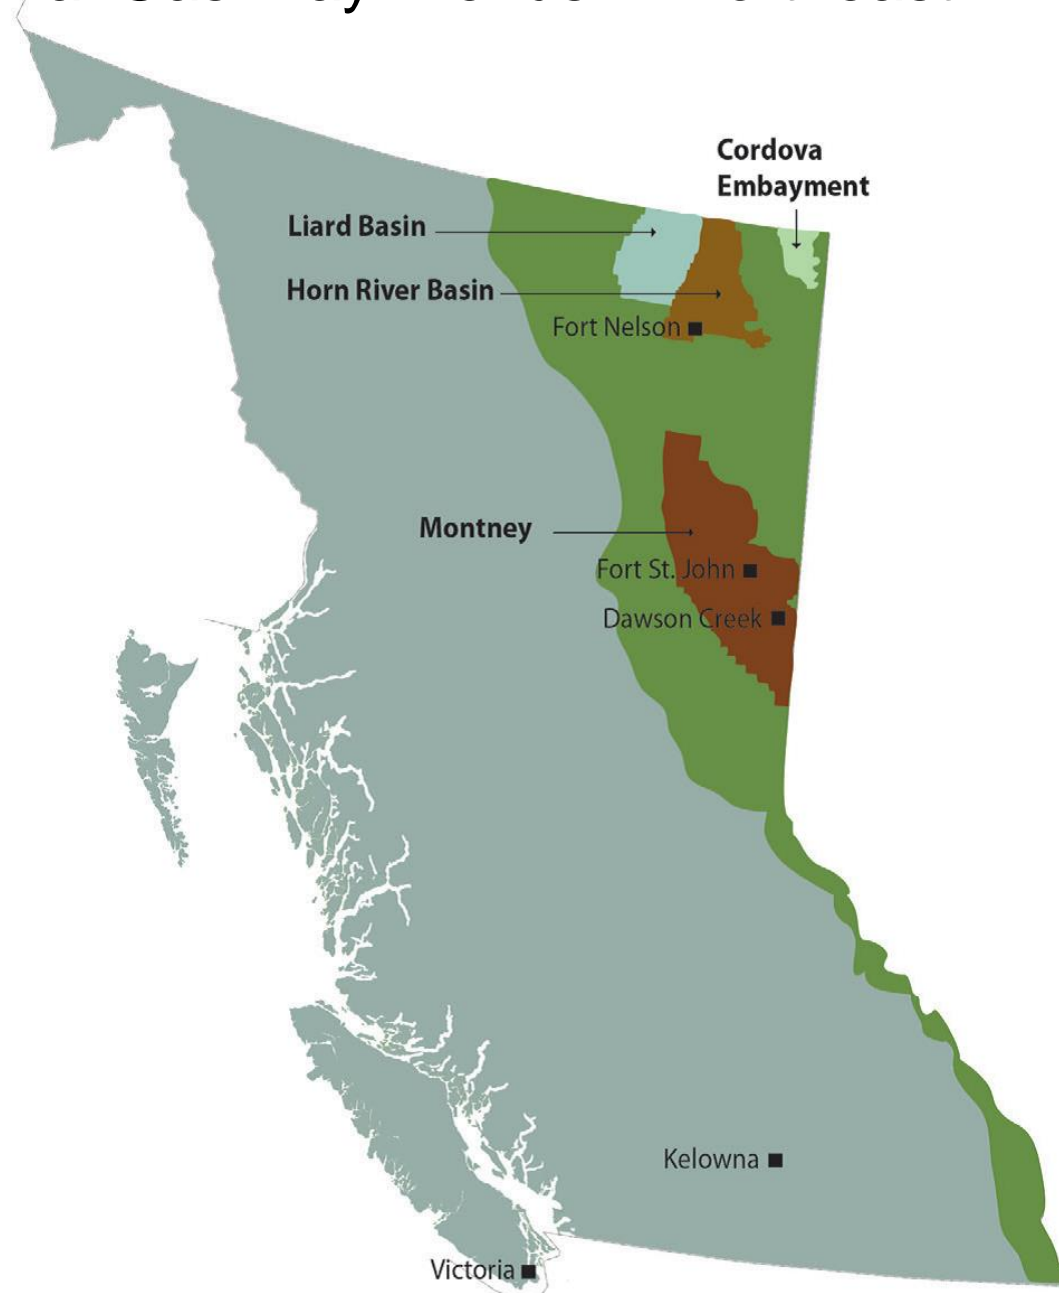 Cordova
Embayment
Liard Basin
Horn River Basin
Fort Nelson
Montney
Fort St. John
Dawson Creek
Kelowna
Victoria